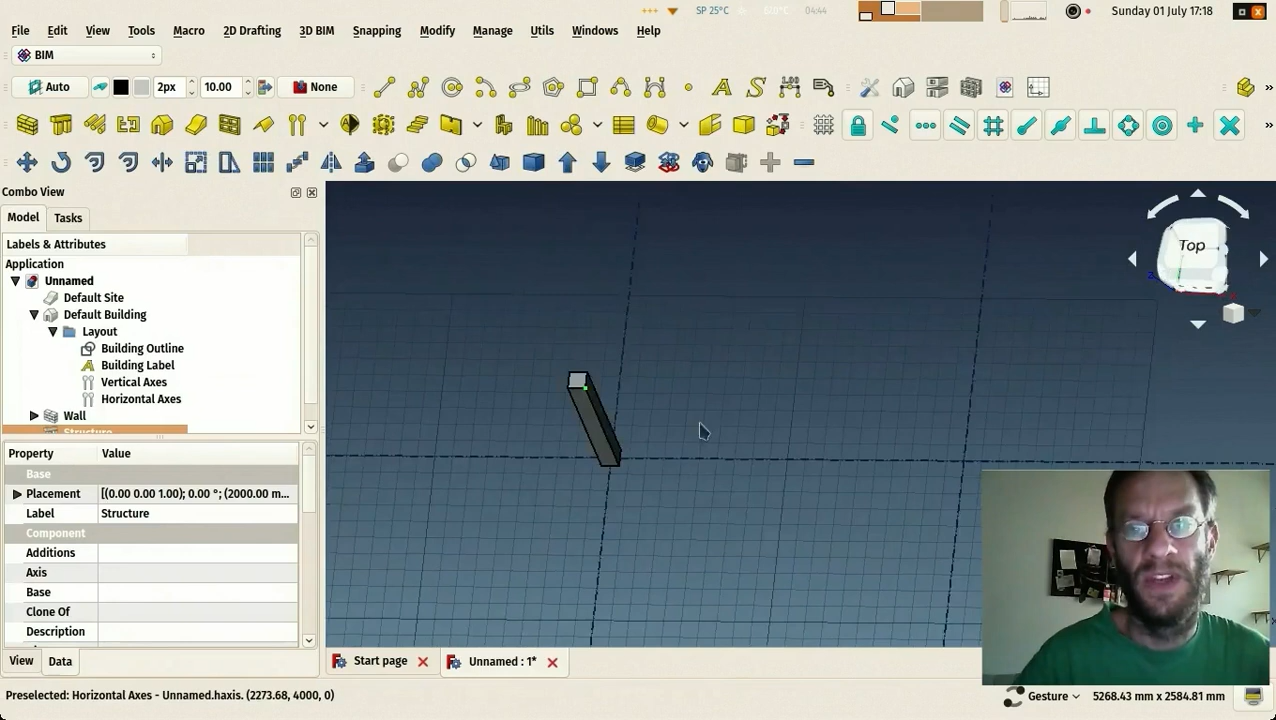 SP 25°C
04:44
Sunday 01 July 17:18
File Edit View Tools Macro 2D Drafting 3D BIM Snapping Modify Manage Utils Windows Help
BIM
Auto 2px 10.00 None
Combo View
Model Tasks
Labels & Attributes
Application
Unnamed
Default Site
Default Building
Layout
Building Outline
Building Label
Vertical Axes
Horizontal Axes
Wall
Structure
Property Value
Base
Placement [(0.00 0.00 1.00); 0.00 °; (2000.00 m...
Label Structure
Component
Additions
Axis
Base
Clone Of
Description
View Data
Top
Start page
Unnamed : 1*
Preselected: Horizontal Axes - Unnamed.haxis. (2273.68, 4000, 0)
Gesture
5268.43 mm x 2584.81 mm